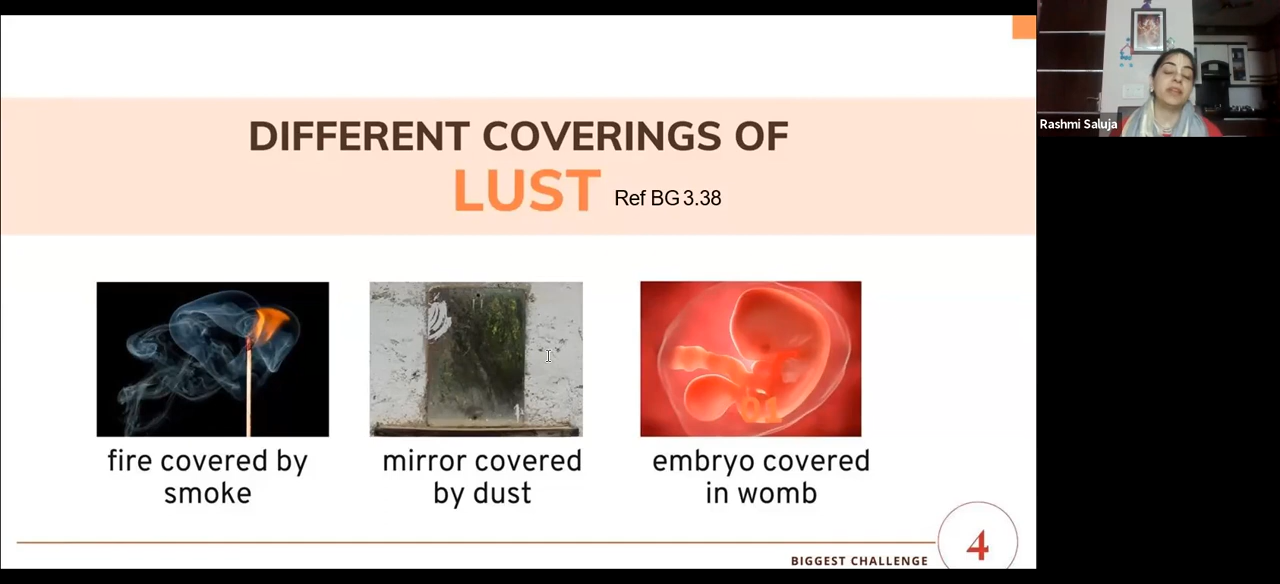 DIFFERENT COVERINGS OF
LUST Ref BG 3.38
fire covered by
smoke
mirror covered
by dust
embryo covered
in womb
01
BIGGEST CHALLENGE
4
Rashmi Saluja